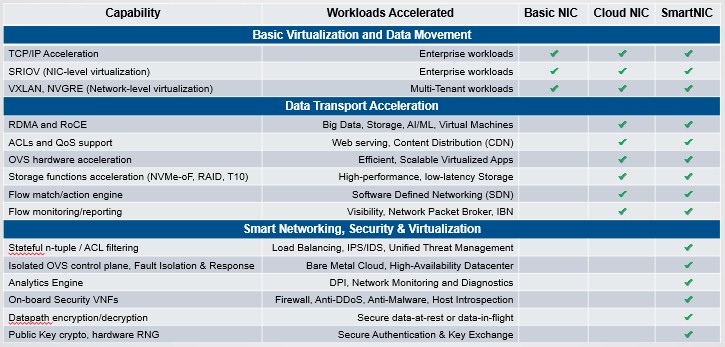 Capability Workloads Accelerated Basic NIC Cloud NIC SmartNIC
Basic Virtualization and Data Movement
TCP/IP Acceleration Enterprise workloads ✔ ✔ ✔
SRIOV (NIC-level virtualization) Enterprise workloads ✔ ✔ ✔
VXLAN, NVGRE (Network-level virtualization) Multi-Tenant workloads ✔ ✔ ✔
Data Transport Acceleration
RDMA and RoCE Big Data, Storage, AI/ML, Virtual Machines ✔ ✔
ACLs and QoS support Web serving, Content Distribution (CDN) ✔ ✔
OVS hardware acceleration Efficient, Scalable Virtualized Apps ✔ ✔
Storage functions acceleration (NVMe-oF, RAID, T10) High-performance, low-latency Storage ✔ ✔
Flow match/action engine Software Defined Networking (SDN) ✔ ✔
Flow monitoring/reporting Visibility, Network Packet Broker, IBN ✔ ✔
Smart Networking, Security & Virtualization
Stateful n-tuple / ACL filtering Load Balancing, IPS/IDS, Unified Threat Management ✔
Isolated OVS control plane, Fault Isolation & Response Bare Metal Cloud, High-Availability Datacenter ✔
Analytics Engine DPI, Network Monitoring and Diagnostics ✔
On-board Security VNFs Firewall, Anti-DDoS, Anti-Malware, Host Introspection ✔
Datapath encryption/decryption Secure data-at-rest or data-in-flight ✔
Public Key crypto, hardware RNG Secure Authentication & Key Exchange ✔